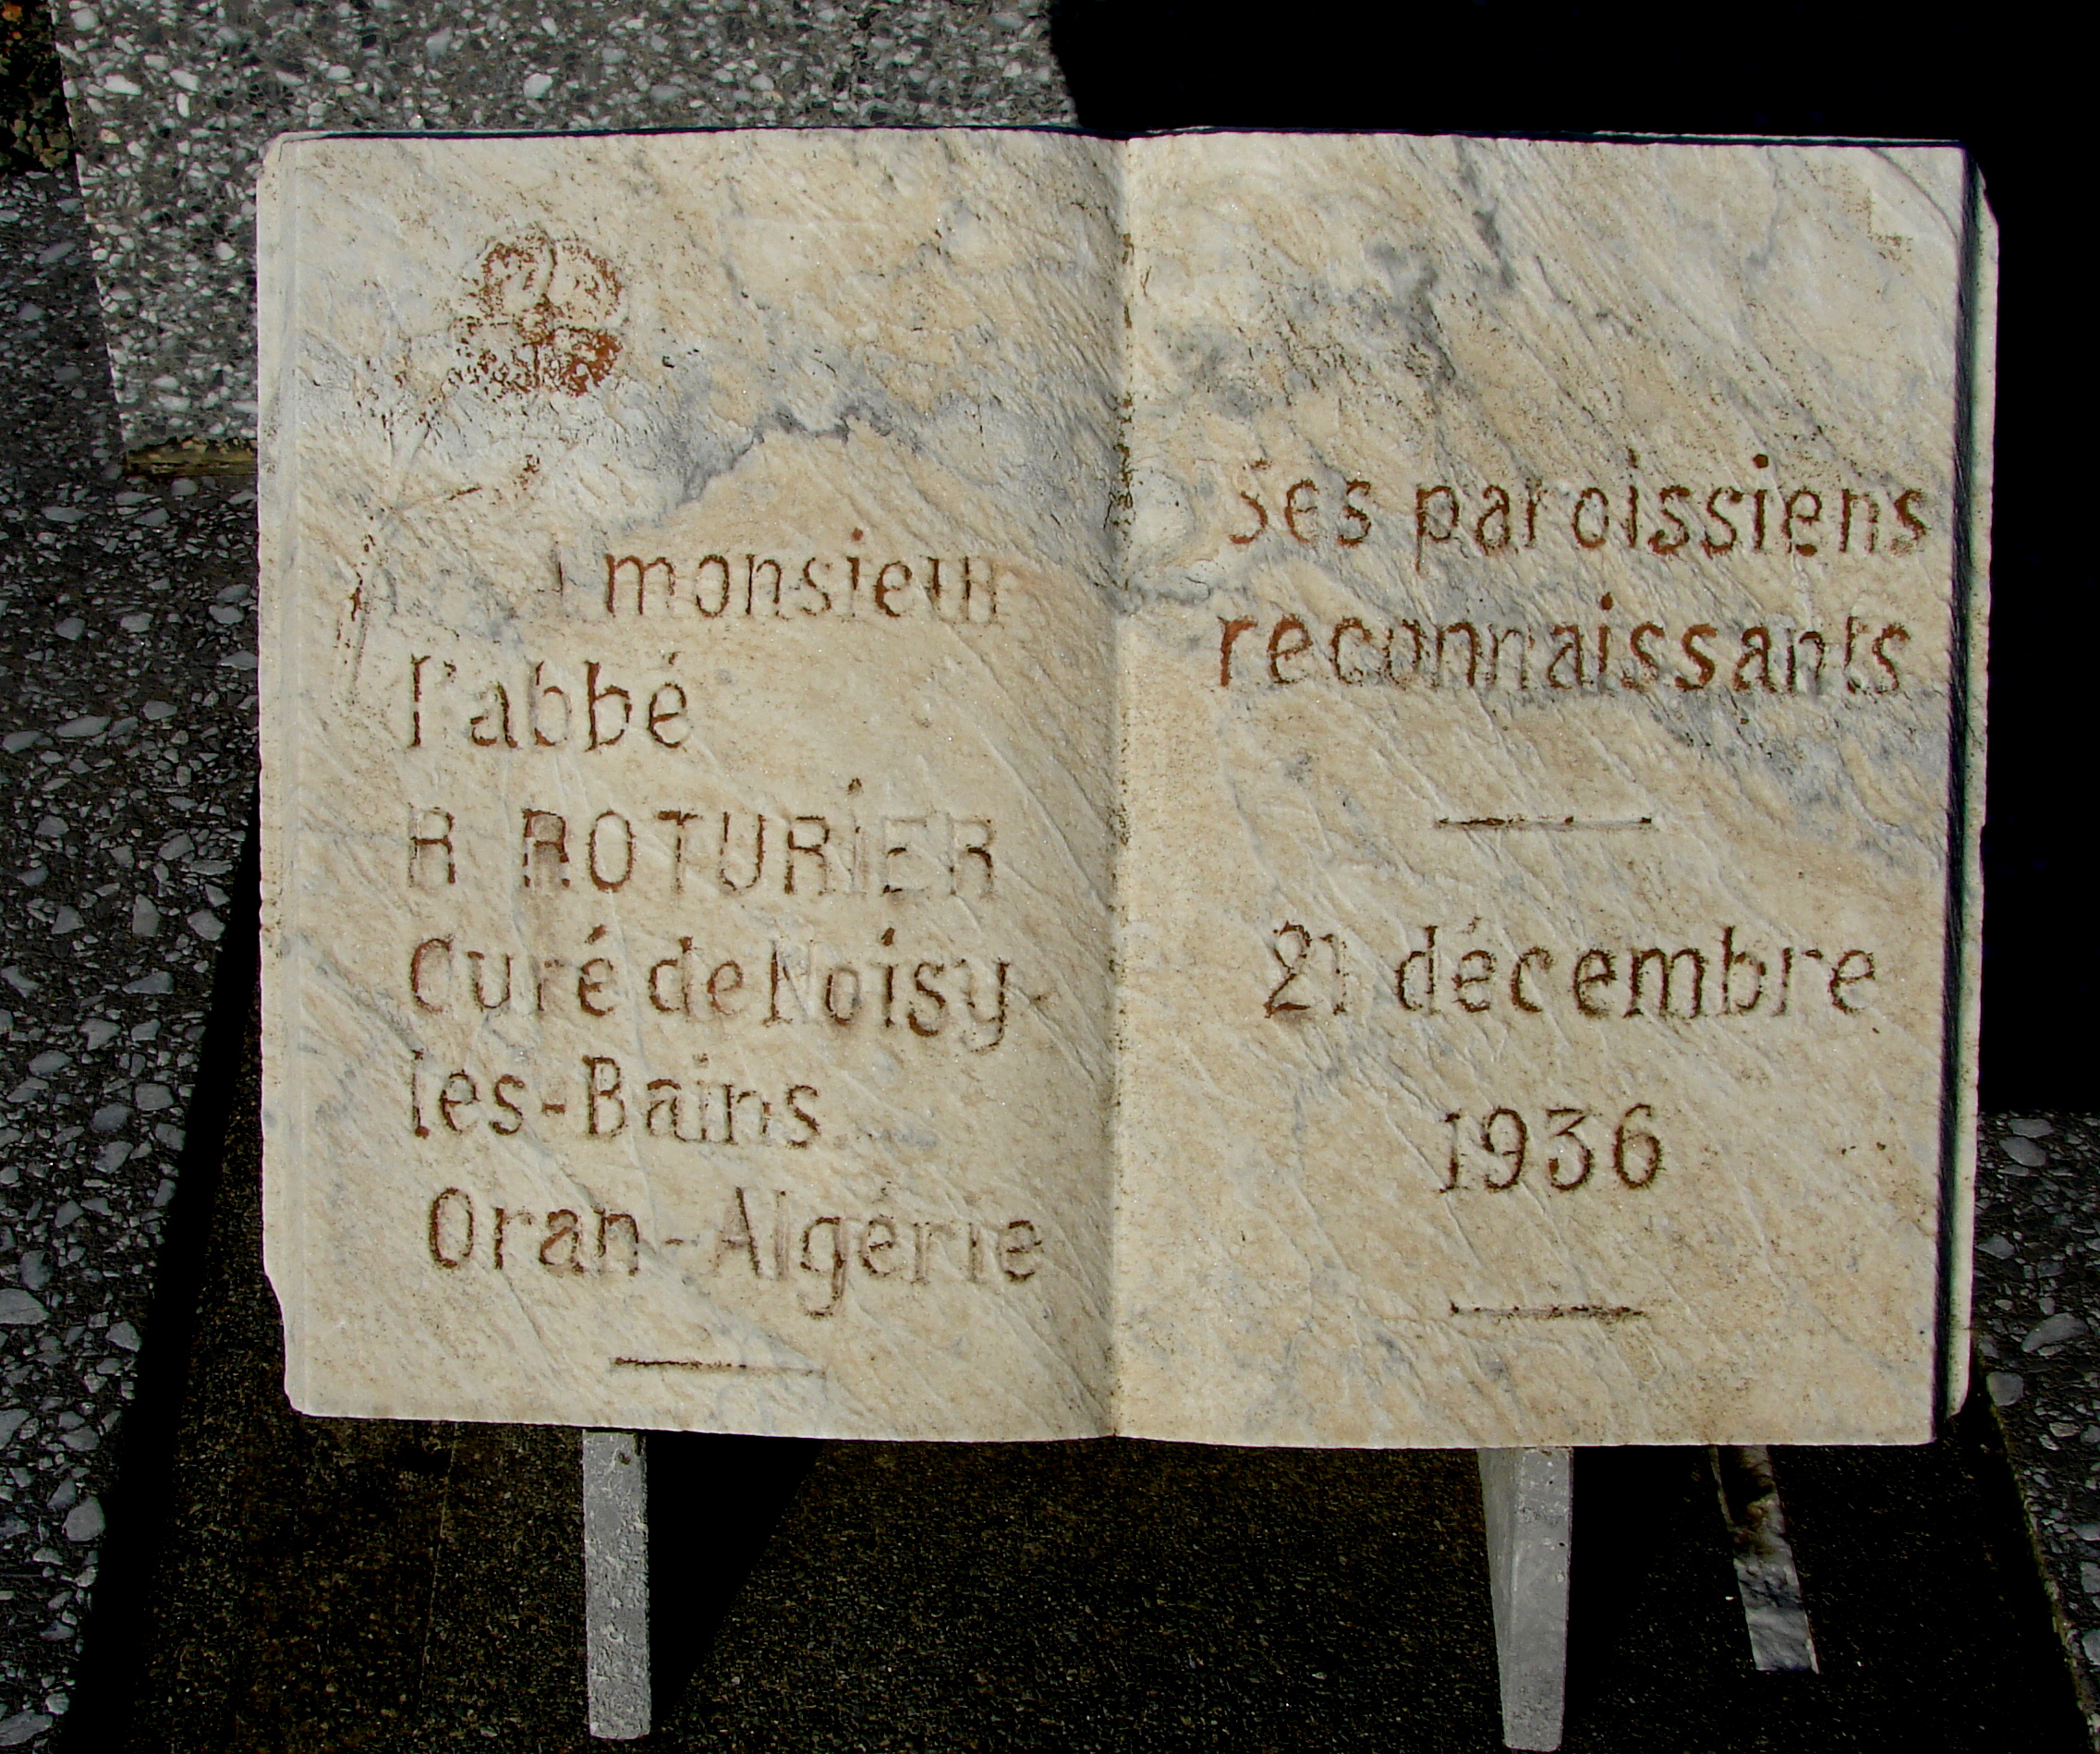 monsieur
l'abbé
R ROTURIER
Curé de Noisy-
les-Bains
Oran-Algérie
Ses paroissiens
reconnaissants
21 décembre
1936